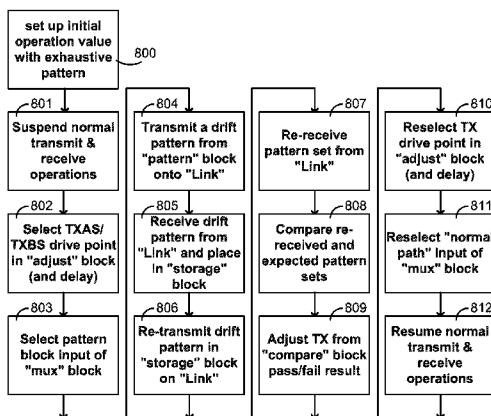 set up initial
operation value
with exhaustive
pattern
800
801
Suspend normal
transmit &
receive
operations
802
Select TXAS/
TXBS drive point
in "adjust" block
(and delay)
803
Select pattern
block input of
"mux" block
804
Transmit a drift
pattern from
"pattern" block
onto "Link"
805
Receive drift
pattern from
"Link" and place
in "storage"
block
806
Re-transmit drift
pattern in
"storage" block
on "Link"
807
Re-receive
pattern set from
"Link"
808
Compare re-
received and
expected pattern
sets
809
Adjust TX from
"compare" block
pass/fail result
810
Reselect TX
drive point in
"adjust" block
(and delay)
811
Reselect "normal
path" input of
"mux" block
812
Resume normal
transmit &
receive
operations